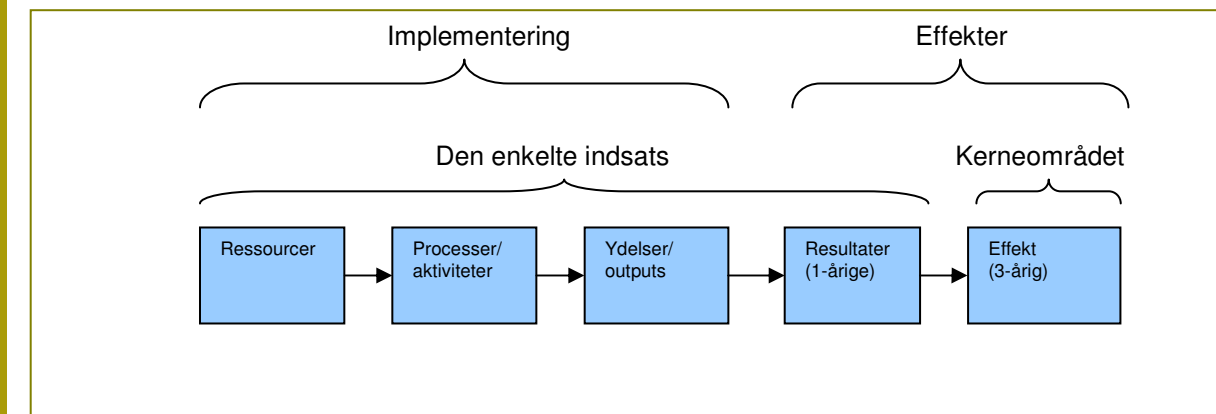 Implementering
Effekter
Den enkelte indsats
Kerneområdet
Ressourcer
Processer/
aktiviteter
Ydelser/
outputs
Resultater
(1-årige)
Effekt
(3-årig)